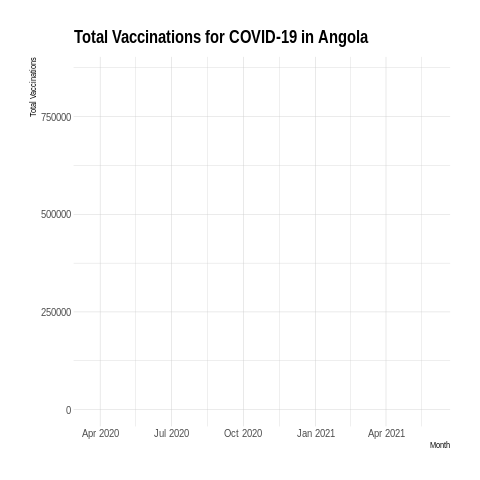 Total Vaccinations for COVID-19 in Angola
Total Vaccinations
750000
500000
250000
0
Apr 2020 Jul 2020 Oct 2020 Jan 2021 Apr 2021
Month